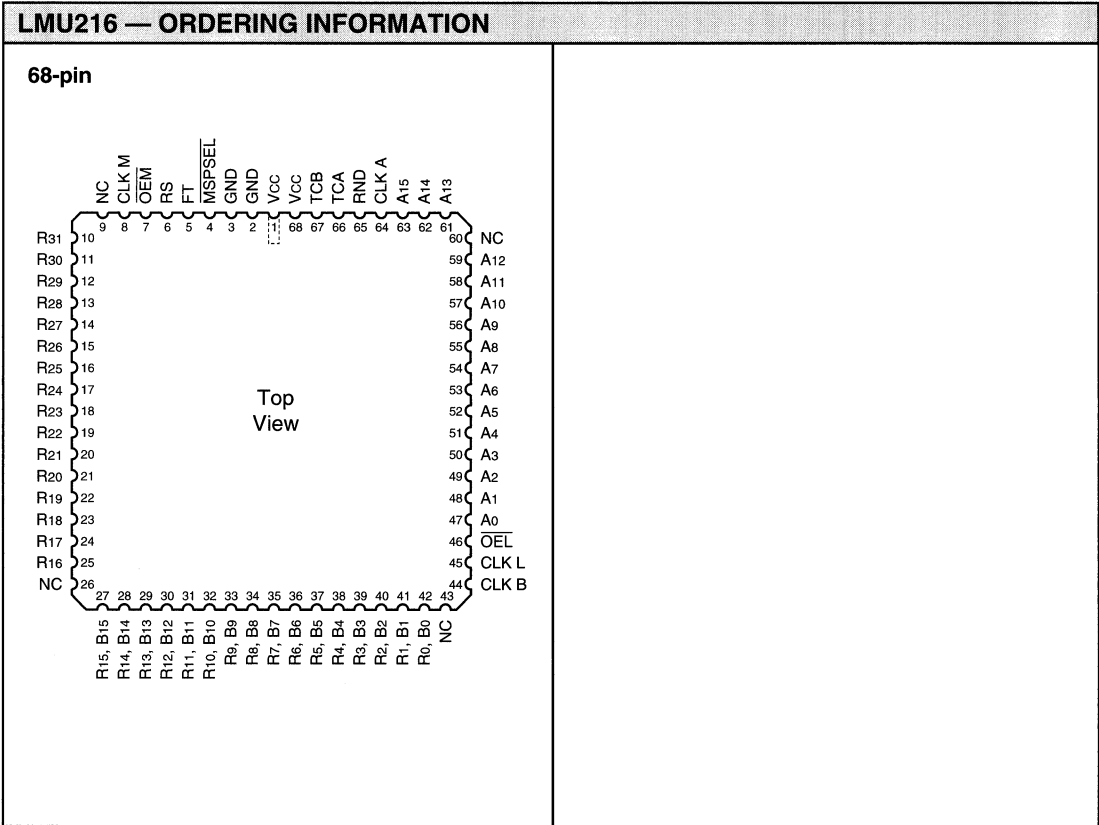 LMU216 — ORDERING INFORMATION
68-pin
NC CLK M OEM RS FT MSPSEL GND GND VCC VCC TCB TCA RND CLK A A15 A14 A13
9 8 7 6 5 4 3 2 1 68 67 66 65 64 63 62 61
R31 10 60 NC
R30 11 59 A12
R29 12 58 A11
R28 13 57 A10
R27 14 56 A9
R26 15 55 A8
R25 16 54 A7
R24 17 53 A6
R23 18 52 A5
R22 19 51 A4
R21 20 50 A3
R20 21 49 A2
R19 22 48 A1
R18 23 47 A0
R17 24 46 OEL
R16 25 45 CLK L
NC 26 44 CLK B
Top
View
27 28 29 30 31 32 33 34 35 36 37 38 39 40 41 42 43
R15, B15 R14, B14 R13, B13 R12, B12 R11, B11 R10, B10 R9, B9 R8, B8 R7, B7 R6, B6 R5, B5 R4, B4 R3, B3 R2, B2 R1, B1 R0, B0 NC